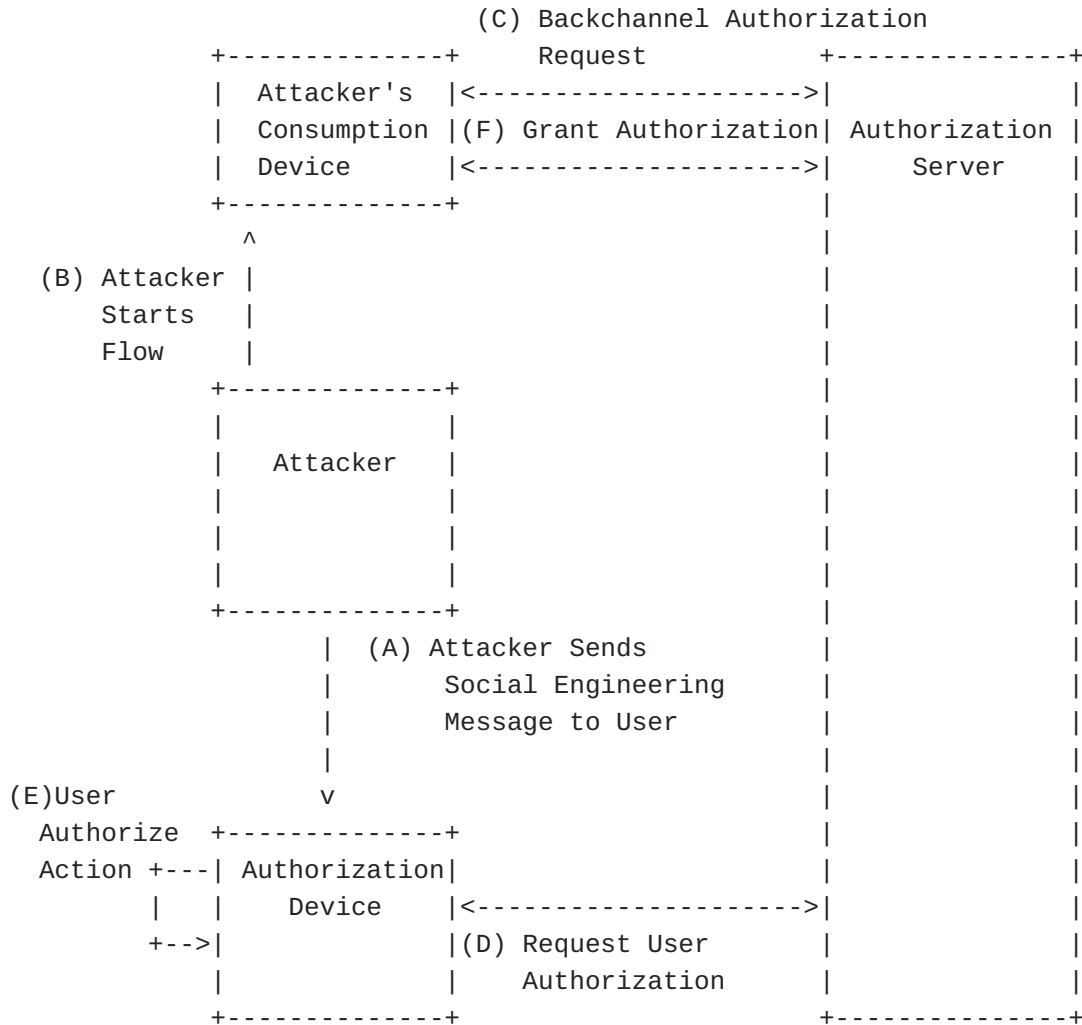 (C) Backchannel Authorization
Request
Attacker's
Consumption (F) Grant Authorization Authorization
Device Server
(B) Attacker
Starts
Flow
Attacker
(A) Attacker Sends
Social Engineering
Message to User
(E)User
Authorize
Action Authorization
Device
(D) Request User
Authorization